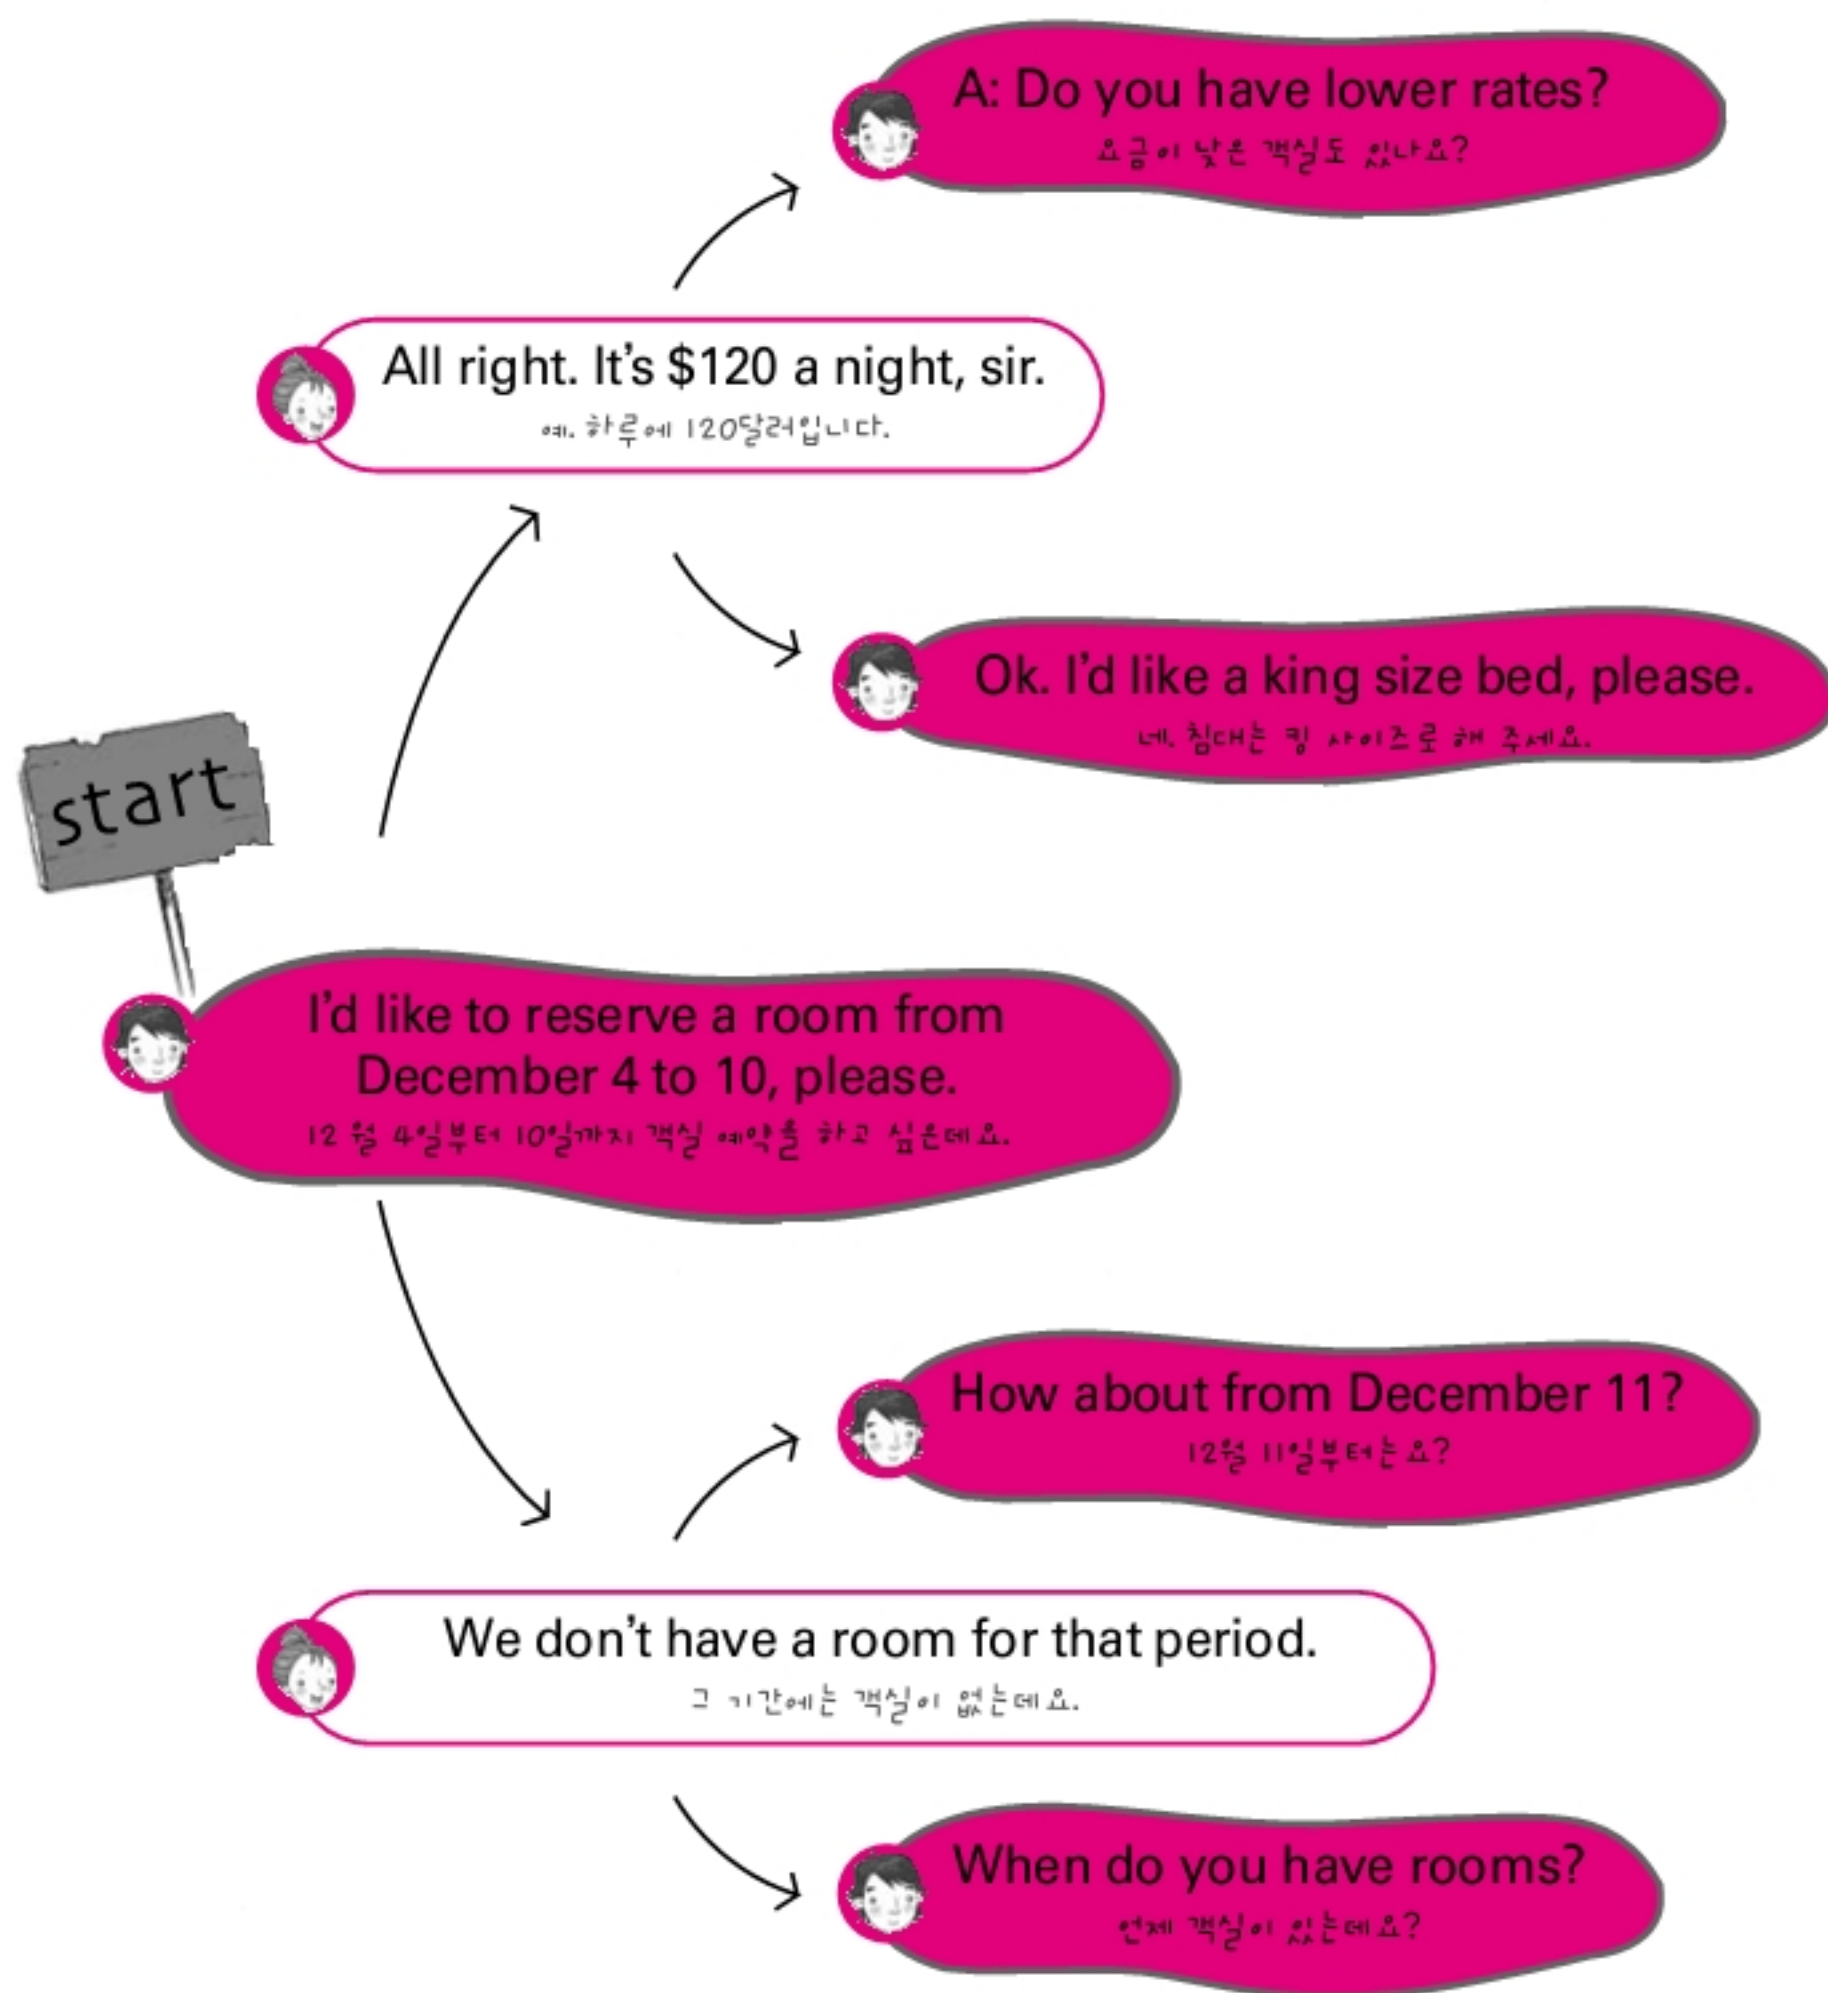 A: Do you have lower rates?
요금이 낮은 객실도 있나요?
All right. It's $120 a night, sir.
예. 하루에 120달러입니다.
Ok. I'd like a king size bed, please.
네. 침대는 킹 사이즈로 해 주세요.
start
I'd like to reserve a room from
December 4 to 10, please.
12월 4일부터 10일까지 객실 예약을 하고 싶은데요.
How about from December 11?
12월 11일부터는요?
We don't have a room for that period.
그 기간에는 객실이 없는데요.
When do you have rooms?
언제 객실이 있는데요?